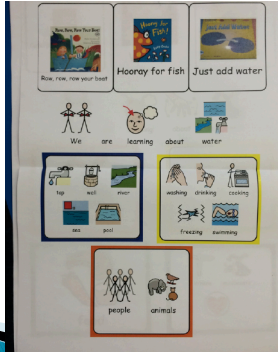 Row, row, row your boat
Hooray for fish
Just add water
We are learning about water
tap well river
sea pool
washing drinking cooking
freezing swimming
people animals